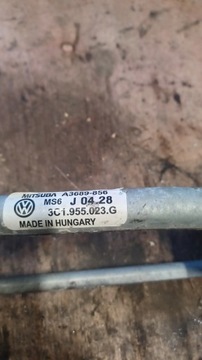 MITSUBA A3689-856
MS6 J 04.28
3C1.955.023.G
MADE IN HUNGARY